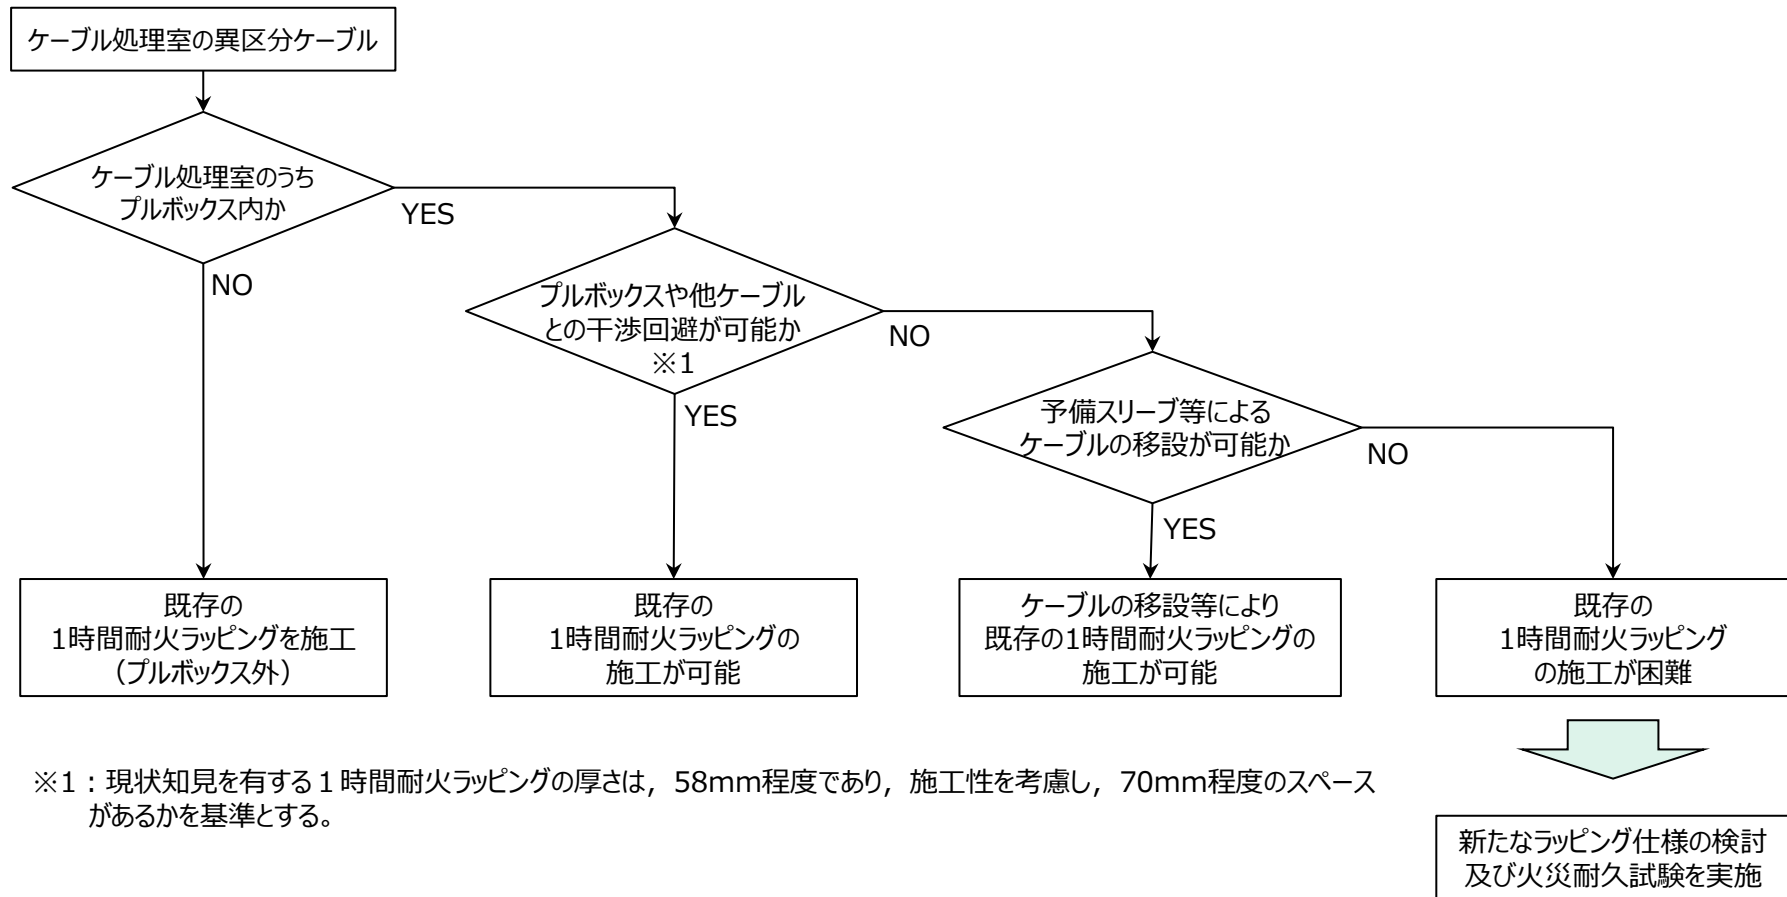 ケーブル処理室の異区分ケーブル
ケーブル処理室のうち
プルボックス内か
YES
NO
プルボックスや他ケーブル
との干渉回避が可能か
※1
NO
YES
予備スリーブ等による
ケーブルの移設が可能か
NO
YES
既存の
1時間耐火ラッピングを施工
（プルボックス外）
既存の
1時間耐火ラッピングの
施工が可能
ケーブルの移設等により
既存の1時間耐火ラッピングの
施工が可能
既存の
1時間耐火ラッピング
の施工が困難
※1：現状知見を有する１時間耐火ラッピングの厚さは，58mm程度であり，施工性を考慮し，70mm程度のスペース
があるかを基準とする。
新たなラッピング仕様の検討
及び火災耐久試験を実施